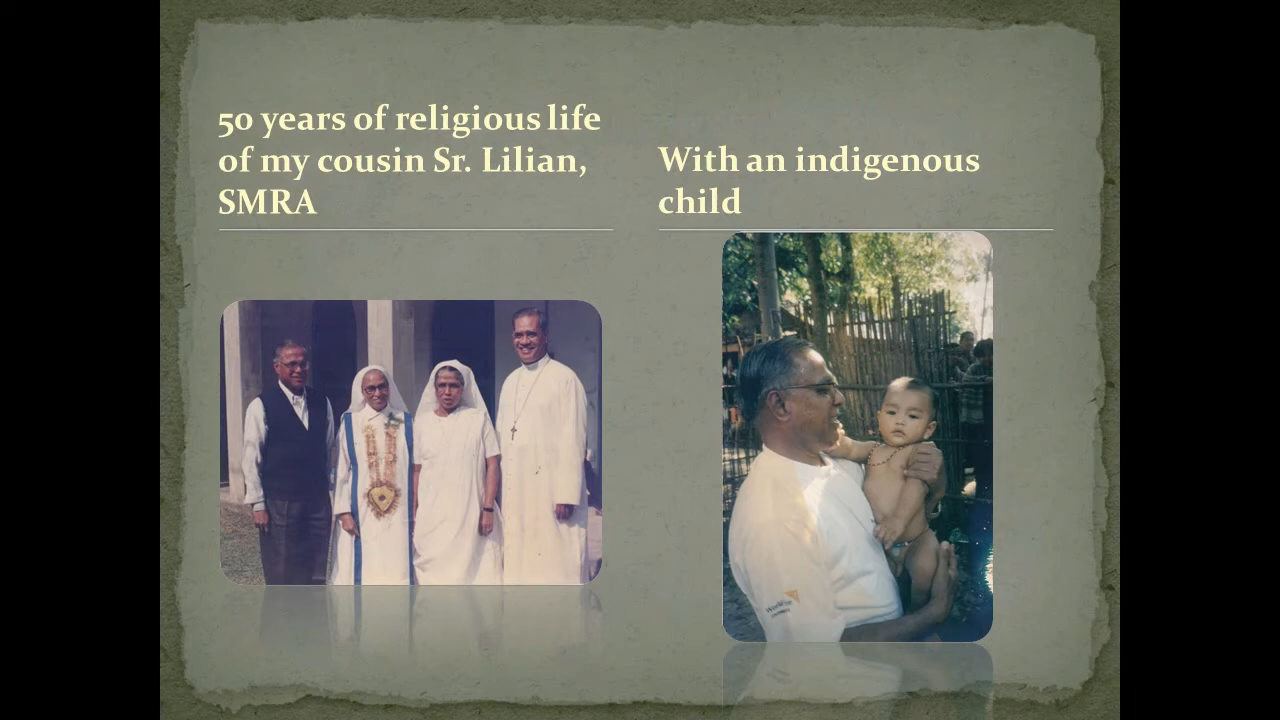 50 years of religious life
of my cousin Sr. Lilian,
SMRA
With an indigenous
child